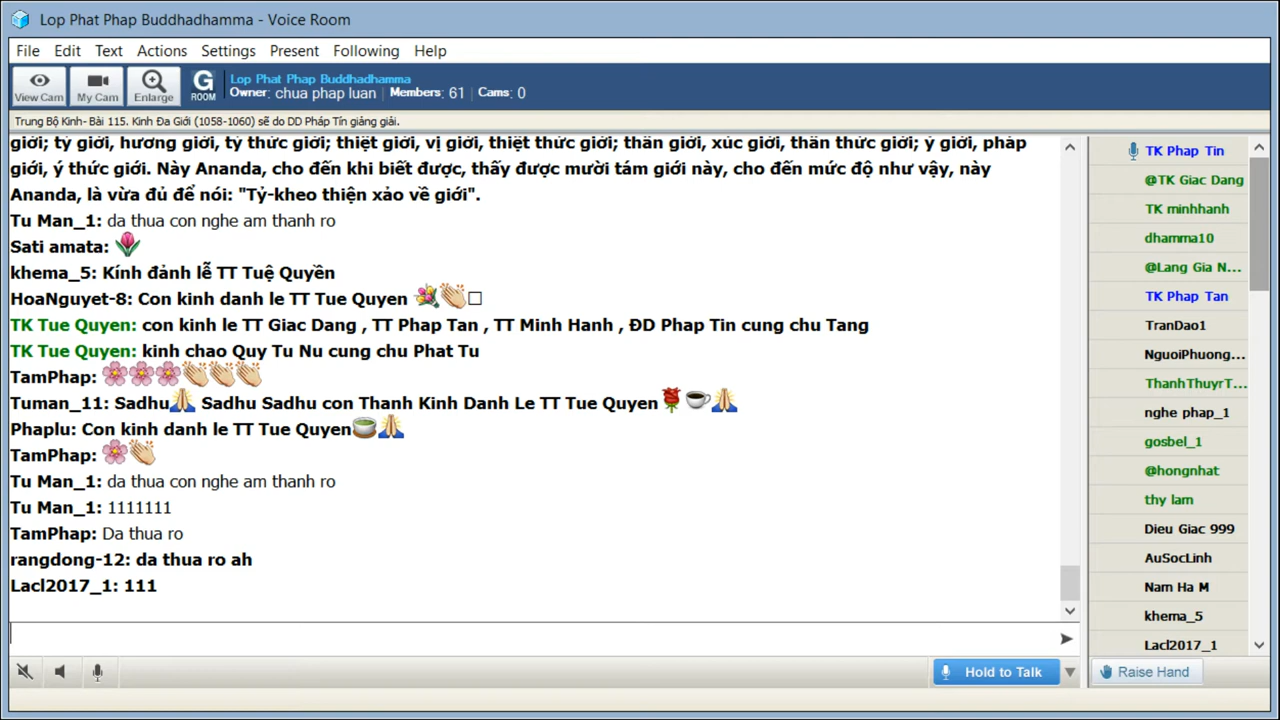 Lop Phat Phap Buddhadhamma - Voice Room
File Edit Text Actions Settings Present Following Help
View Cam My Cam Enlarge G ROOM
Lop Phat Phap Buddhadhamma
Owner: chua phap luan Members: 61 Cams: 0
Trung Bộ Kinh- Bài 115. Kinh Đa Giới (1058-1060) sẽ do DD Pháp Tín giảng giải.
giới; tỷ giới, hương giới, tỷ thức giới; thiệt giới, vị giới, thiệt thức giới; thân giới, xúc giới, thân thức giới; ý giới, pháp
giới, ý thức giới. Này Ananda, cho đến khi biết được, thấy được mười tám giới này, cho đến mức độ như vậy, này
Ananda, là vừa đủ để nói: "Tỷ-kheo thiện xảo về giới".
Tu Man_1: da thua con nghe am thanh ro
Sati amata:
khema_5: Kính đảnh lễ TT Tuệ Quyền
HoaNguyet-8: Con kinh danh le TT Tue Quyen
TK Tue Quyen: con kinh le TT Giac Dang , TT Phap Tan , TT Minh Hanh , ĐD Phap Tin cung chu Tang
TK Tue Quyen: kinh chao Quy Tu Nu cung chu Phat Tu
TamPhap:
Tuman_11: Sadhu Sadhu Sadhu con Thanh Kinh Danh Le TT Tue Quyen
Phaplu: Con kinh danh le TT Tue Quyen
TamPhap:
Tu Man_1: da thua con nghe am thanh ro
Tu Man_1: 1111111
TamPhap: Da thua ro
rangdong-12: da thua ro ah
Lacl2017_1: 111
Hold to Talk
TK Phap Tin
@TK Giac Dang
TK minhhanh
dhamma10
@Lang Gia N...
TK Phap Tan
TranDao1
NguoiPhuong...
ThanhThuyrT...
nghe phap_1
gosbel_1
@hongnhat
thy lam
Dieu Giac 999
AuSocLinh
Nam Ha M
khema_5
Lacl2017_1
Raise Hand